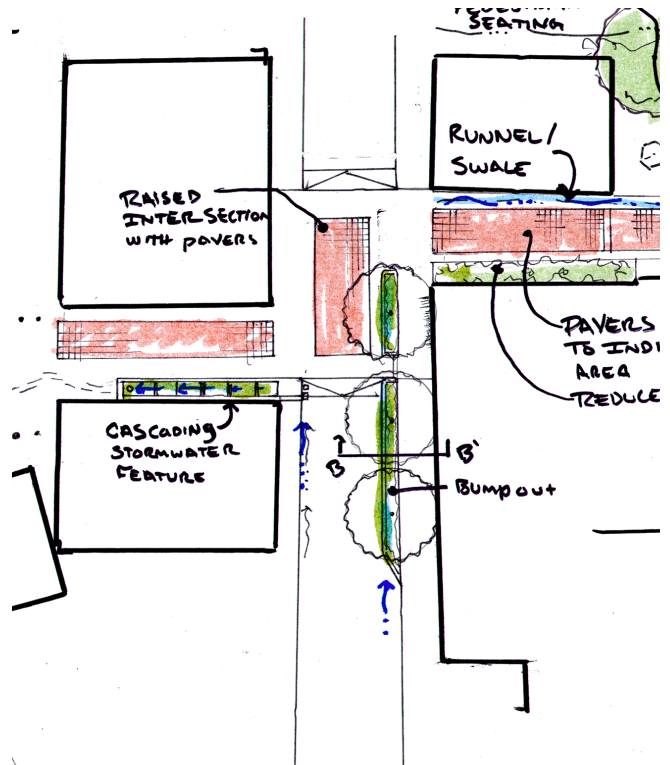 SEATING
RUNNEL/
SWALE
RAISED
INTERSECTION
WITH PAVERS
PAVERS
TO INDI
AREA
REDUCE
CASCADING
STORMWATER
FEATURE
B B'
BUMPOUT